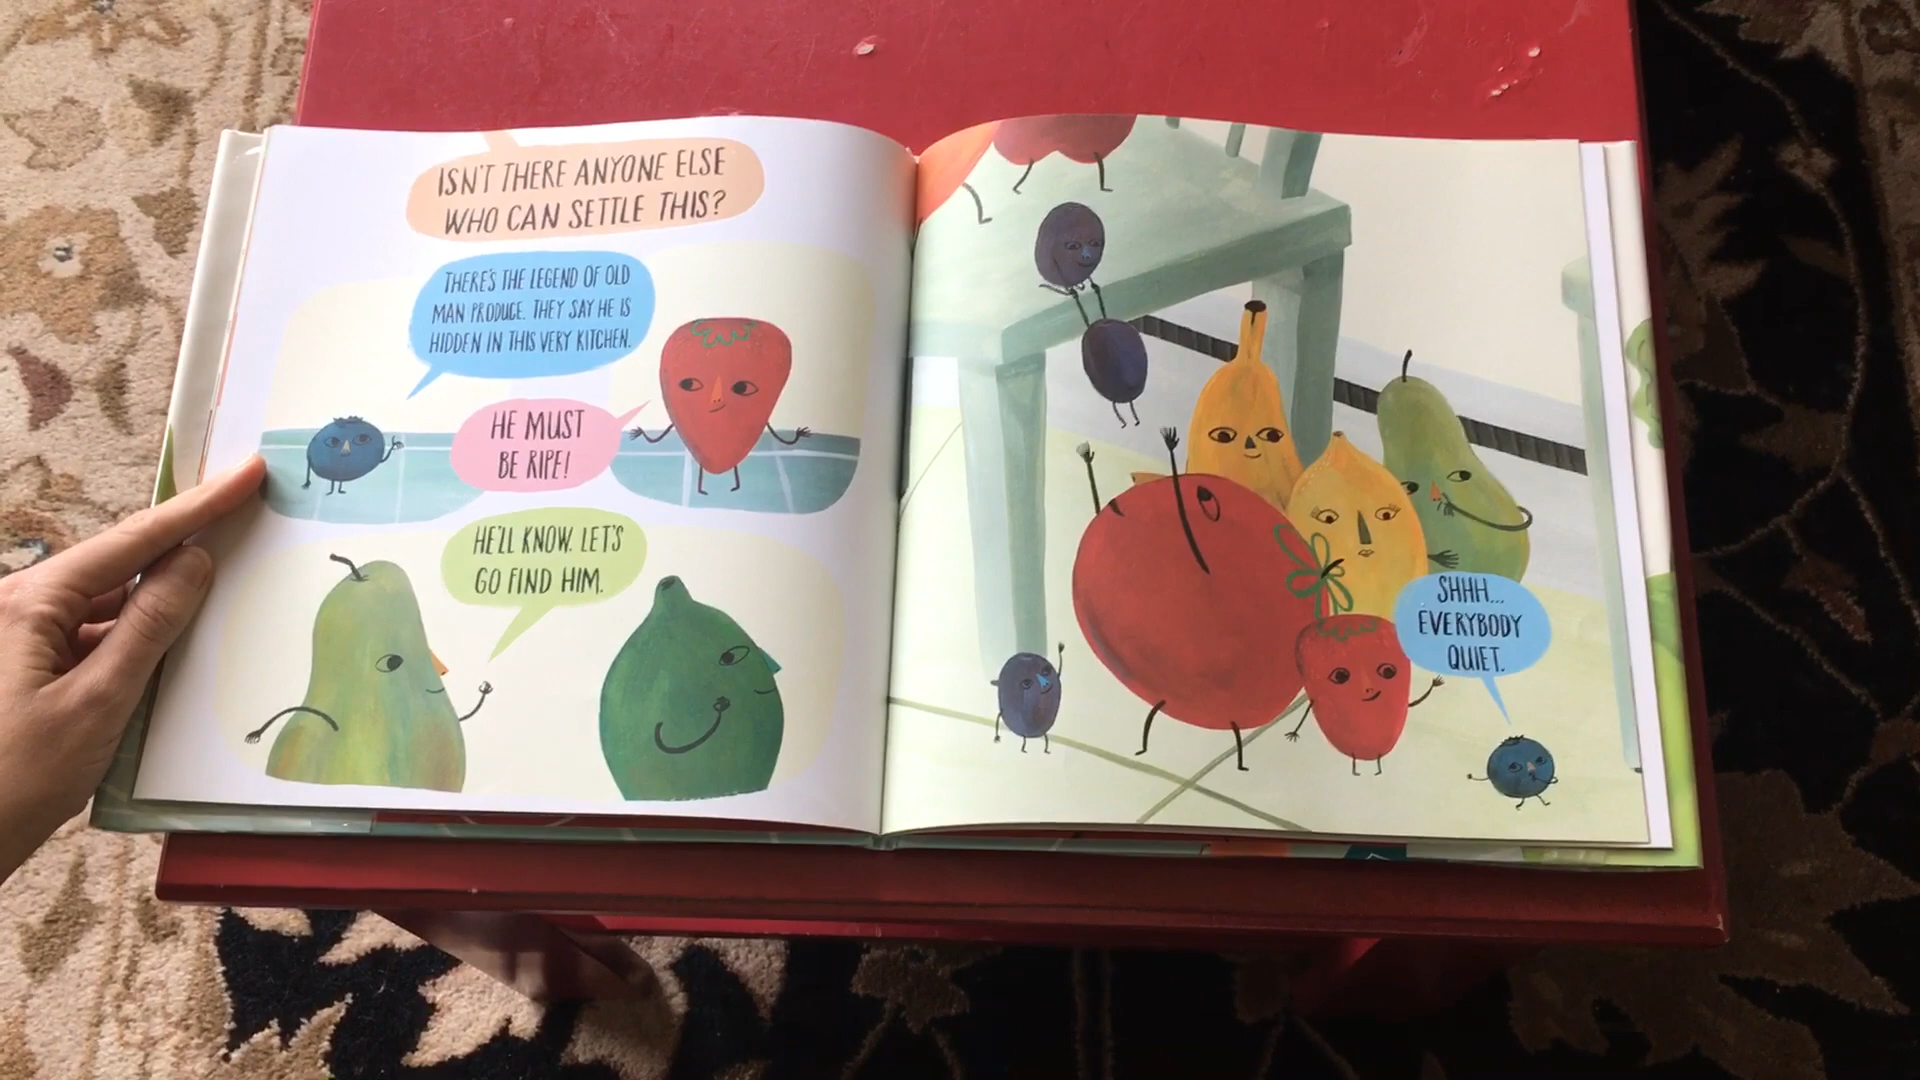 ISN'T THERE ANYONE ELSE
WHO CAN SETTLE THIS?
THERE'S THE LEGEND OF OLD
MAN PRODUCE. THEY SAY HE IS
HIDDEN IN THIS VERY KITCHEN.
HE MUST
BE RIPE!
HE'LL KNOW. LET'S
GO FIND HIM.
SHHH...
EVERYBODY
QUIET.